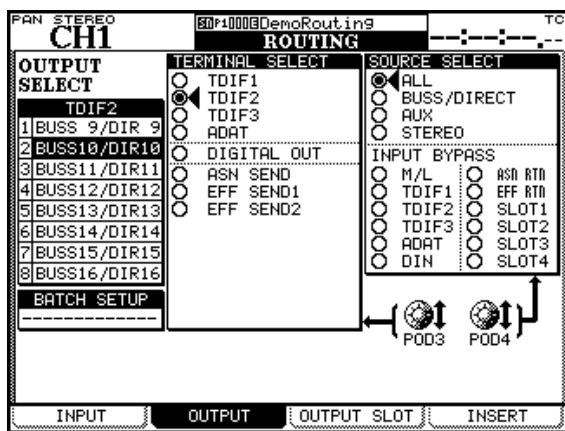 PAN STEREO
CH1
SD P100008DemoRouting
ROUTING
TC
--:--:--.--
OUTPUT SELECT
TDIF2
1 BUSS 9/DIR 9
2 BUSS10/DIR10
3 BUSS11/DIR11
4 BUSS12/DIR12
5 BUSS13/DIR13
6 BUSS14/DIR14
7 BUSS15/DIR15
8 BUSS16/DIR16
BATCH SETUP
-------------
TERMINAL SELECT
TDIF1
TDIF2
TDIF3
ADAT
DIGITAL OUT
ASN SEND
EFF SEND1
EFF SEND2
SOURCE SELECT
ALL
BUSS/DIRECT
AUX
STEREO
INPUT BYPASS
M/L
TDIF1
TDIF2
TDIF3
ADAT
DIN
ASN RTN
EFF RTN
SLOT1
SLOT2
SLOT3
SLOT4
POD3 POD4
INPUT OUTPUT OUTPUT SLOT INSERT